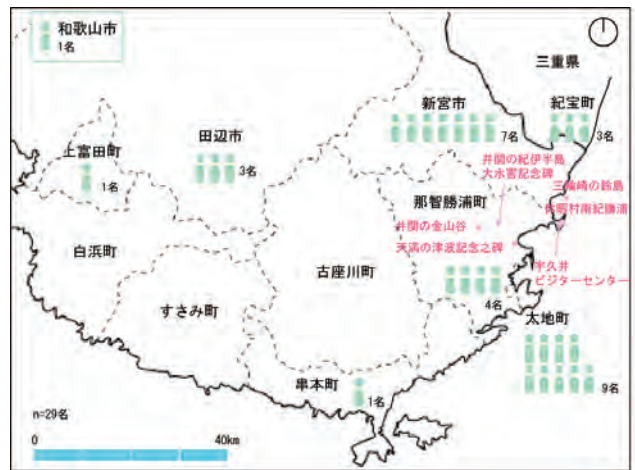 和歌山市
1名
三重県
新宮市
7名
紀宝町
3名
田辺市
3名
上富田町
1名
井関の紀伊半島
大水害記念碑
三輪崎の鈴島
那智勝浦町
休暇村南紀勝浦
井関の金山谷
天満の津波記念之碑
白浜町
古座川町
宇久井
ビジターセンター
すさみ町
4名
太地町
9名
串本町
1名
n=29名
0
40km